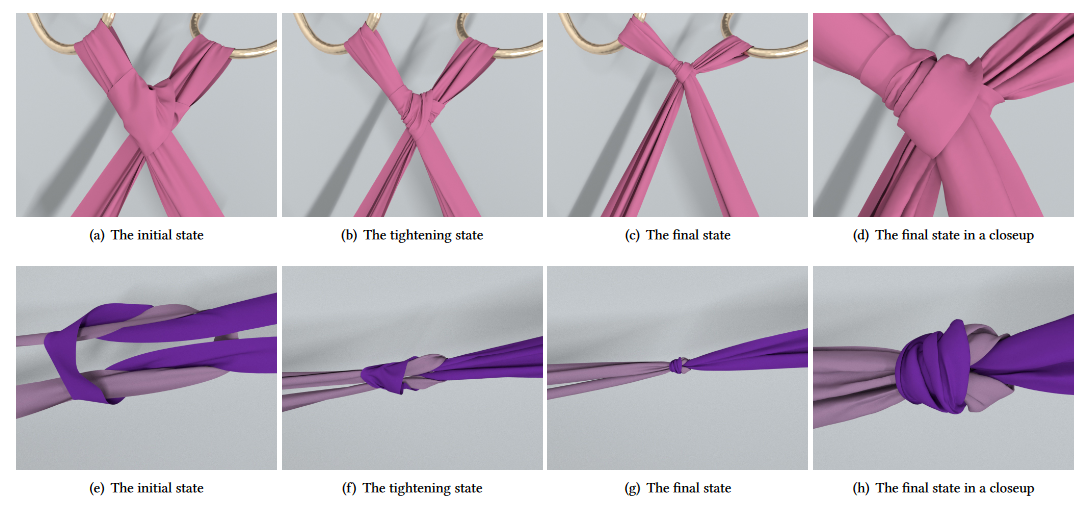 (a) The initial state
(b) The tightening state
(c) The final state
(d) The final state in a closeup
(e) The initial state
(f) The tightening state
(g) The final state
(h) The final state in a closeup